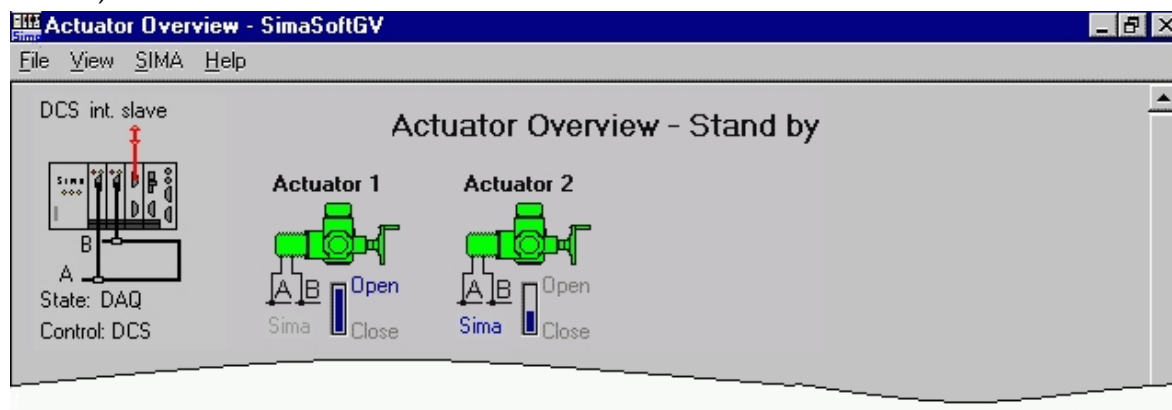 Actuator Overview - SimaSoftGV
File View SIMA Help
DCS int. slave
Actuator Overview - Stand by
Sima
Actuator 1
Actuator 2
B
A
State: DAQ
Control: DCS
A B Open
Sima Close
A B Open
Sima Close